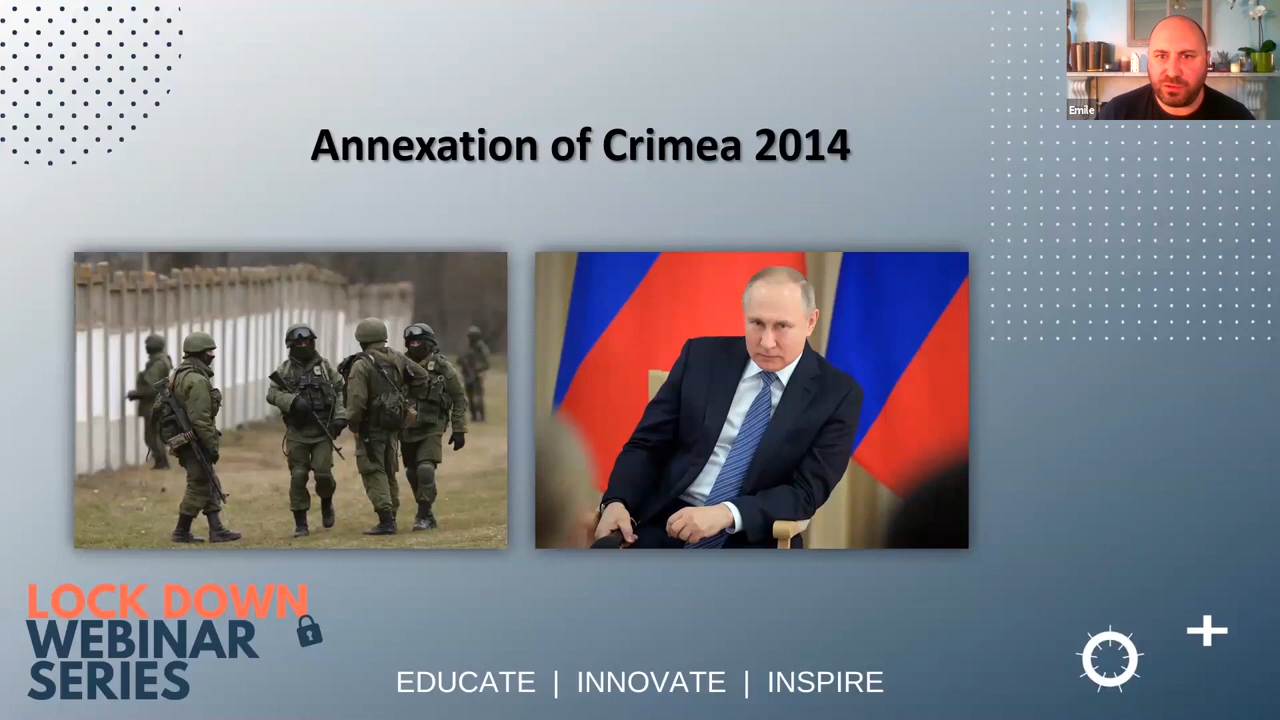 Emile
Annexation of Crimea 2014
LOCK DOWN
WEBINAR
SERIES
EDUCATE | INNOVATE | INSPIRE